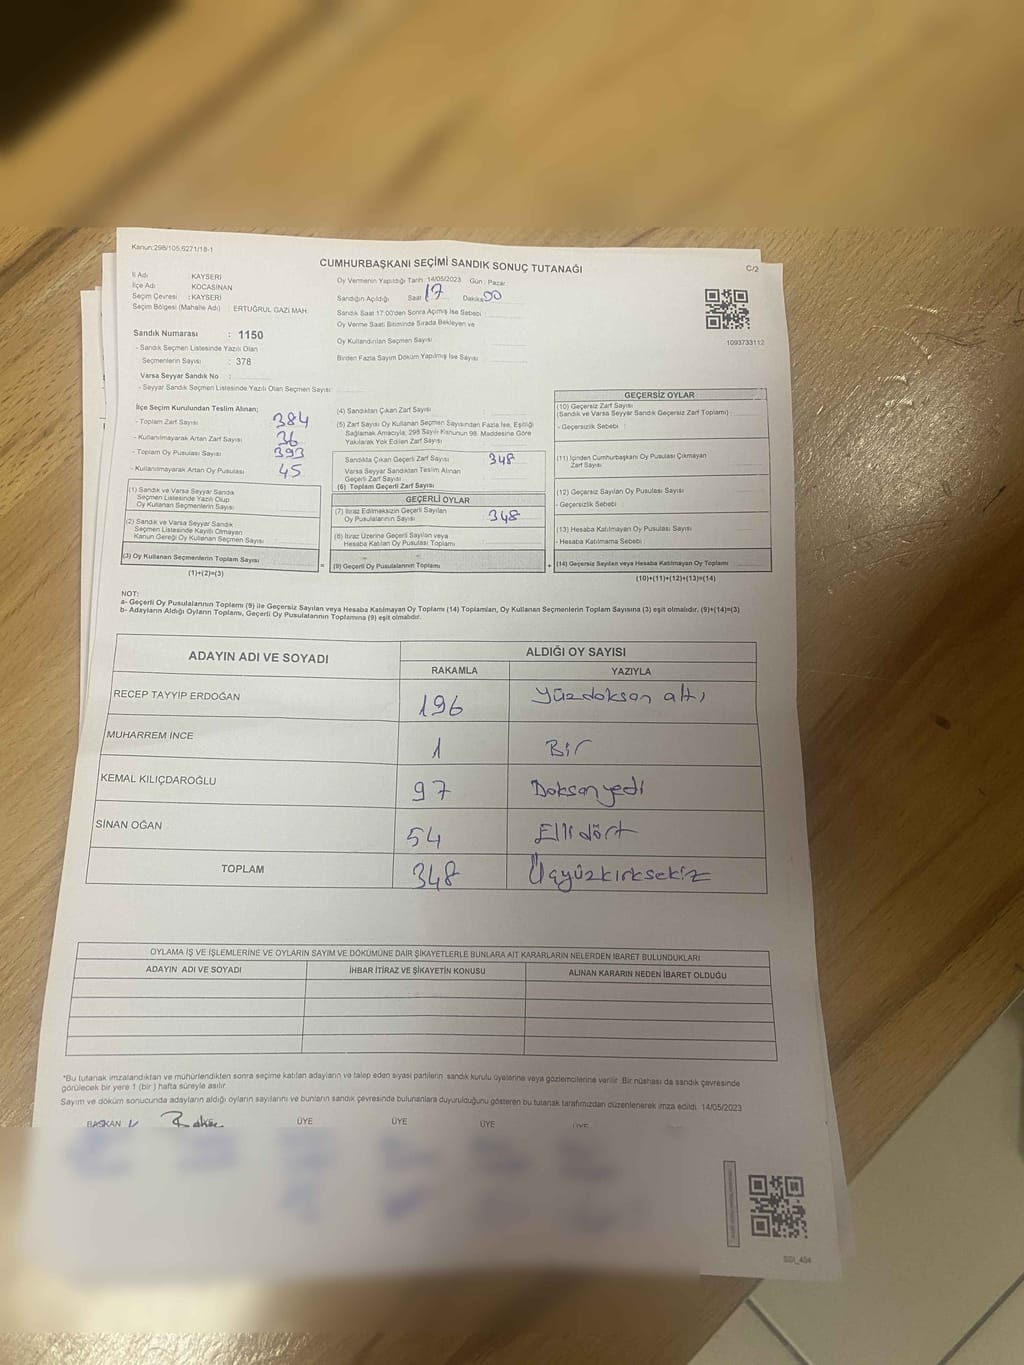 Kanun:298/105,6271/18-1
CUMHURBAŞKANI SEÇİMİ SANDIK SONUÇ TUTANAĞI
C/2
İl Adı : KAYSERİ
İlçe Adı : KOCASİNAN
Seçim Çevresi : KAYSERİ
Seçim Bölgesi (Mahalle Adı) : ERTUĞRUL GAZİ MAH.
Sandık Numarası : 1150
- Sandık Seçmen Listesinde Yazılı Olan
Seçmenlerin Sayısı : 378
Varsa Seyyar Sandık No :
- Seyyar Sandık Seçmen Listesinde Yazılı Olan Seçmen Sayısı:
Oy Vermenin Yapıldığı Tarih : 14/05/2023 Gün : Pazar
Sandığın Açıldığı Saat 17 Dakika 00
Sandık Saat 17:00'den Sonra Açılmış İse Sebebi :
Oy Verme Saati Bitiminde Sırada Bekleyen ve
Oy Kullandırılan Seçmen Sayısı :
Birden Fazla Sayım Döküm Yapılmış İse Sayısı :
1093733112
İlçe Seçim Kurulundan Teslim Alınan;
- Toplam Zarf Sayısı 384
- Kullanılmayarak Artan Zarf Sayısı 36
- Toplam Oy Pusulası Sayısı 393
- Kullanılmayarak Artan Oy Pusulası 45
(1) Sandık ve Varsa Seyyar Sandık
Seçmen Listesinde Yazılı Olup
Oy Kullanan Seçmenlerin Sayısı :
(2) Sandık ve Varsa Seyyar Sandık
Seçmen Listesinde Kayıtlı Olmayan
Kanun Gereği Oy Kullanan Seçmen Sayısı
(3) Oy Kullanan Seçmenlerin Toplam Sayısı
(1)+(2)=(3)
=
(4) Sandıktan Çıkan Zarf Sayısı
(5) Zarf Sayısı Oy Kullanan Seçmen Sayısından Fazla İse, Eşitliği
Sağlamak Amacıyla; 298 Sayılı Kanunun 98. Maddesine Göre
Yakılarak Yok Edilen Zarf Sayısı
Sandıkta Çıkan Geçerli Zarf Sayısı 348
Varsa Seyyar Sandıktan Teslim Alınan
Geçerli Zarf Sayısı
(6) Toplam Geçerli Zarf Sayısı
GEÇERLİ OYLAR
(7) İtiraz Edilmeksizin Geçerli Sayılan
Oy Pusulalarının Sayısı 348
(8) İtiraz Üzerine Geçerli Sayılan veya
Hesaba Katılan Oy Pusulası Toplamı
(9) Geçerli Oy Pusulalarının Toplamı
+
GEÇERSİZ OYLAR
(10) Geçersiz Zarf Sayısı
(Sandık ve Varsa Seyyar Sandık Geçersiz Zarf Toplamı) :
- Geçersizlik Sebebi :
(11) İçinden Cumhurbaşkanı Oy Pusulası Çıkmayan
Zarf Sayısı
(12) Geçersiz Sayılan Oy Pusulası Sayısı
- Geçersizlik Sebebi :
(13) Hesaba Katılmayan Oy Pusulası Sayısı
- Hesaba Katılmama Sebebi :
(14) Geçersiz Sayılan veya Hesaba Katılmayan Oy Toplamı
(10)+(11)+(12)+(13)=(14)
NOT:
a- Geçerli Oy Pusulalarının Toplamı (9) ile Geçersiz Sayılan veya Hesaba Katılmayan Oy Toplamı (14) Toplamları, Oy Kullanan Seçmenlerin Toplam Sayısına (3) eşit olmalıdır. (9)+(14)=(3)
b- Adayların Aldığı Oyların Toplamı, Geçerli Oy Pusulalarının Toplamına (9) eşit olmalıdır.
ADAYIN ADI VE SOYADI
ALDIĞI OY SAYISI
RAKAMLA YAZIYLA
RECEP TAYYİP ERDOĞAN 196 Yüzdoksan altı
MUHARREM İNCE 1 Bir
KEMAL KILIÇDAROĞLU 97 Doksanyedi
SİNAN OĞAN 54 Ellidört
TOPLAM 348 Üçyüzkırksekiz
OYLAMA İŞ VE İŞLEMLERİNE VE OYLARIN SAYIM VE DÖKÜMÜNE DAİR ŞİKAYETLERLE BUNLARA AİT KARARLARIN NELERDEN İBARET BULUNDUKLARI
ADAYIN ADI VE SOYADI İHBAR İTİRAZ VE ŞİKAYETİN KONUSU ALINAN KARARIN NEDEN İBARET OLDUĞU
*Bu tutanak imzalandıktan ve mühürlendikten sonra seçime katılan adayların ve talep eden siyasi partilerin sandık kurulu üyelerine veya gözlemcilerine verilir. Bir nüshası da sandık çevresinde
görülecek bir yere 1 (bir) hafta süreyle asılır.
Sayım ve döküm sonucunda adayların aldığı oyların sayılarını ve bunların sandık çevresinde bulunanlara duyurulduğunu gösteren bu tutanak tarafımızdan düzenlenerek imza edildi. 14/05/2023
BAŞKAN ÜYE ÜYE ÜYE ÜYE